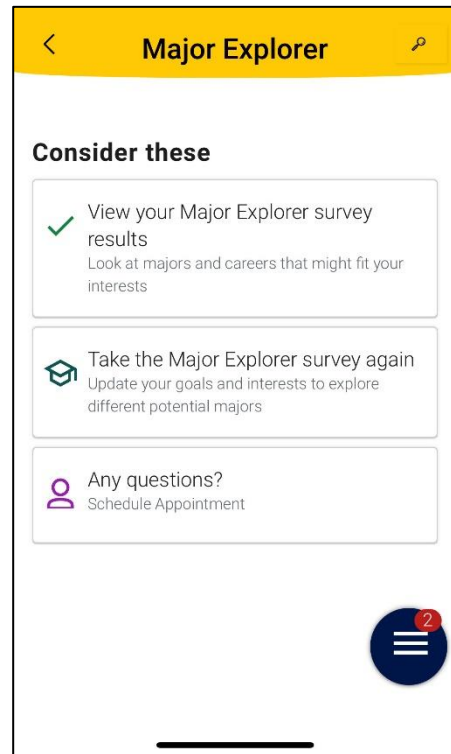 Major Explorer
Consider these
View your Major Explorer survey
results
Look at majors and careers that might fit your
interests
Take the Major Explorer survey again
Update your goals and interests to explore
different potential majors
Any questions?
Schedule Appointment
2